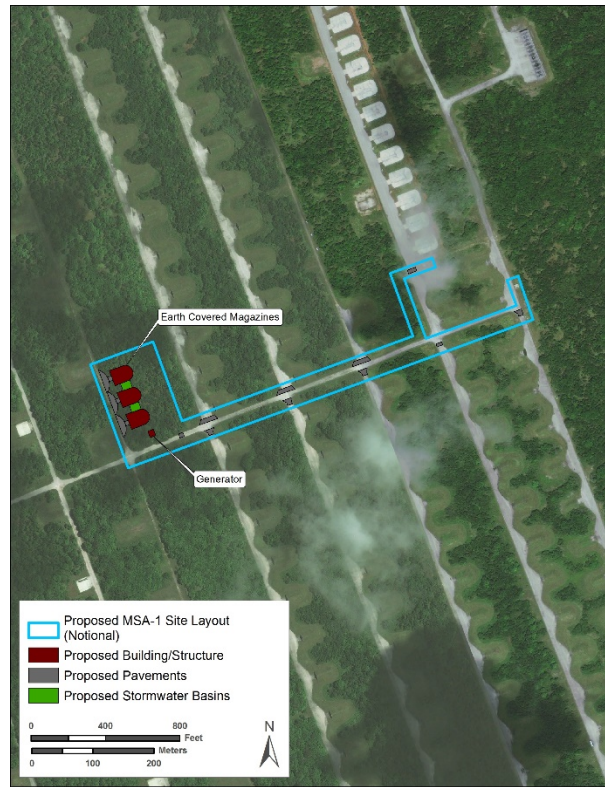 Earth Covered Magazines
Generator
Proposed MSA-1 Site Layout
(Notional)
Proposed Building/Structure
Proposed Pavements
Proposed Stormwater Basins
0 400 800
Feet
Meters
0 100 200
N